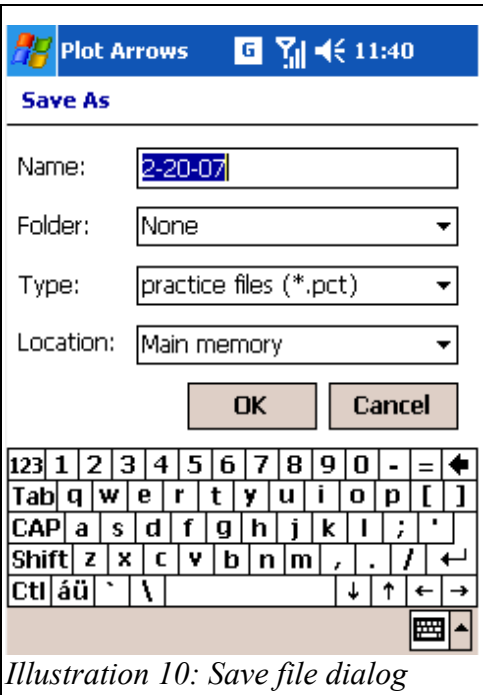 Plot Arrows G 11:40
Save As
Name: 2-20-07
Folder: None
Type: practice files (*.pct)
Location: Main memory
OK Cancel
123 1 2 3 4 5 6 7 8 9 0 - =
Tab q w e r t y u i o p [ ]
CAP a s d f g h j k l ; '
Shift z x c v b n m , . /
Ctl áü ` \
Illustration 10: Save file dialog